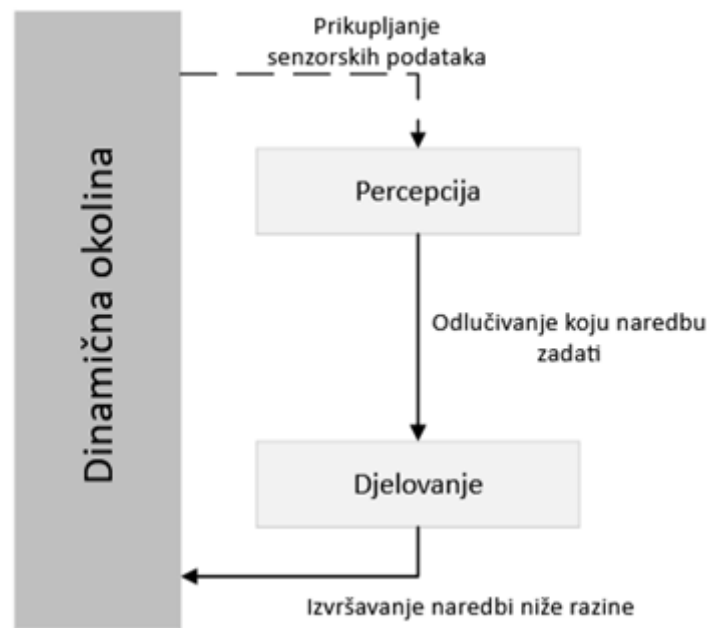 Prikupljanje
senzorskih podataka
Dinamična okolina
Percepcija
Odlučivanje koju naredbu
zadati
Djelovanje
Izvršavanje naredbi niže razine